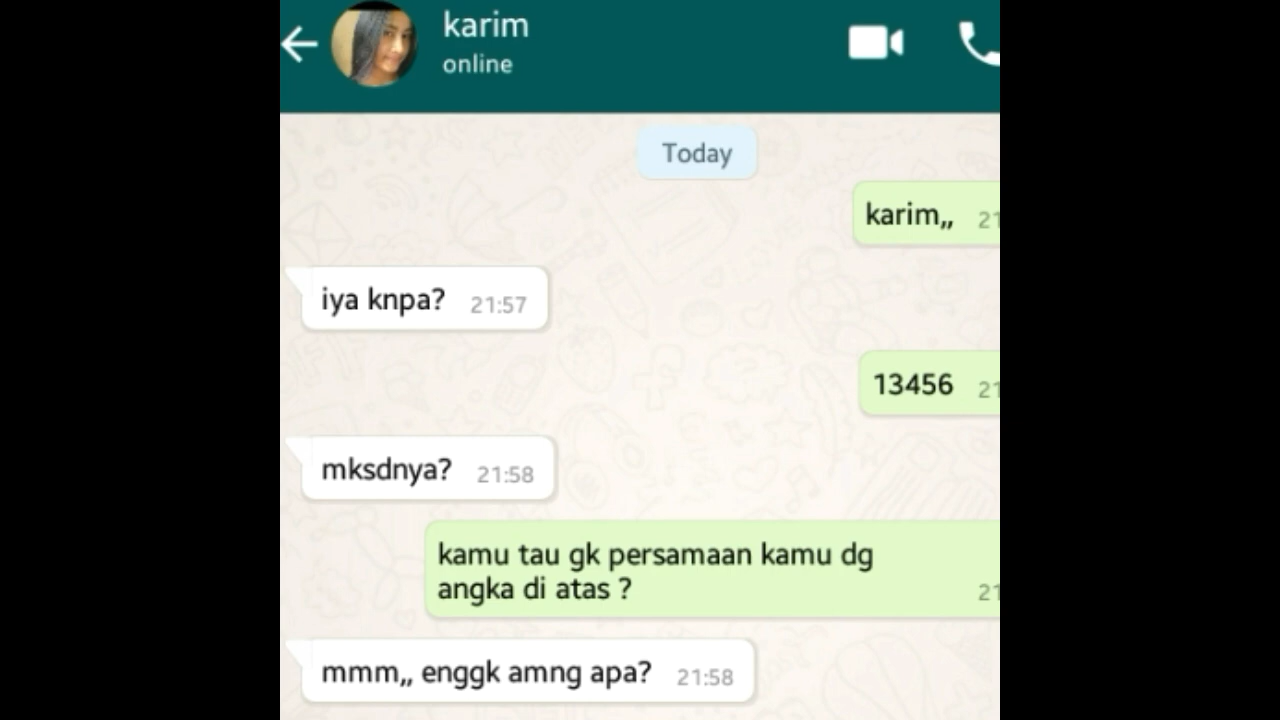 karim
online
Today
karim,,
iya knpa? 21:57
13456
mksdnya? 21:58
kamu tau gk persamaan kamu dg
angka di atas ?
mmm,, enggk amng apa? 21:58